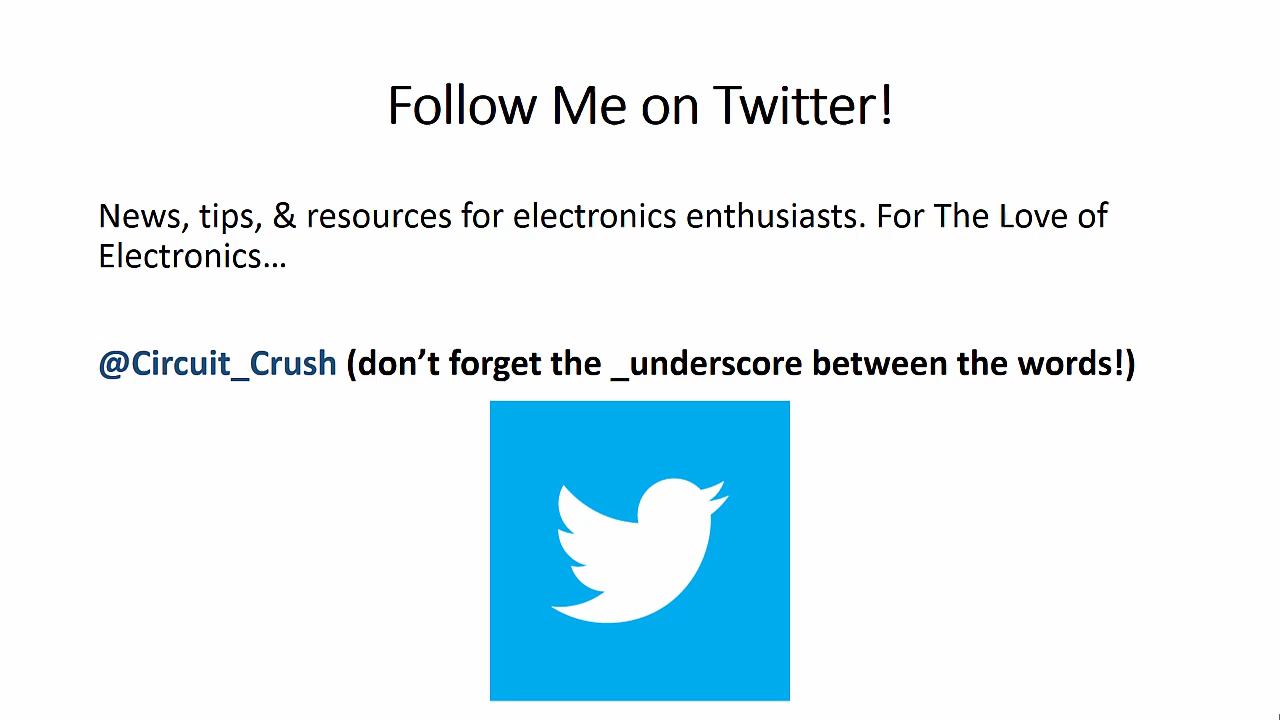 Follow Me on Twitter!
News, tips, & resources for electronics enthusiasts. For The Love of
Electronics…
@Circuit_Crush (don’t forget the _underscore between the words!)